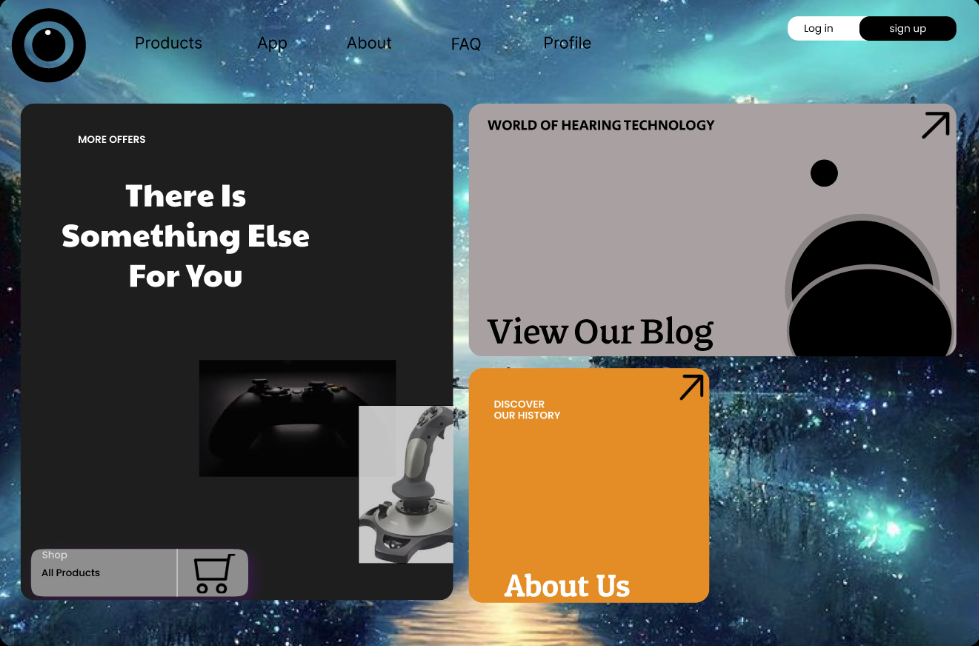 Products
App
About
FAQ
Profile
Log in
sign up
MORE OFFERS
There Is
Something Else
For You
Shop
All Products
WORLD OF HEARING TECHNOLOGY
View Our Blog
DISCOVER
OUR HISTORY
About Us